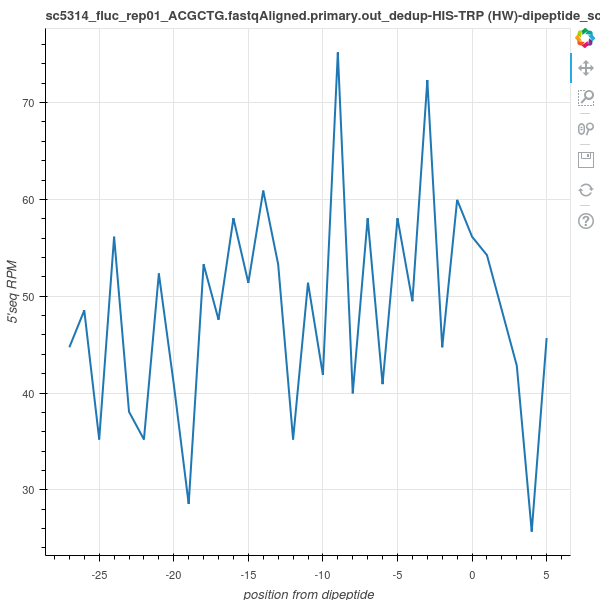 sc5314_fluc_rep01_ACGCTG.fastqAligned.primary.out_dedup-HIS-TRP (HW)-dipeptide_sc
70
60
50
40
30
5'seq RPM
-25 -20 -15 -10 -5 0 5
position from dipeptide